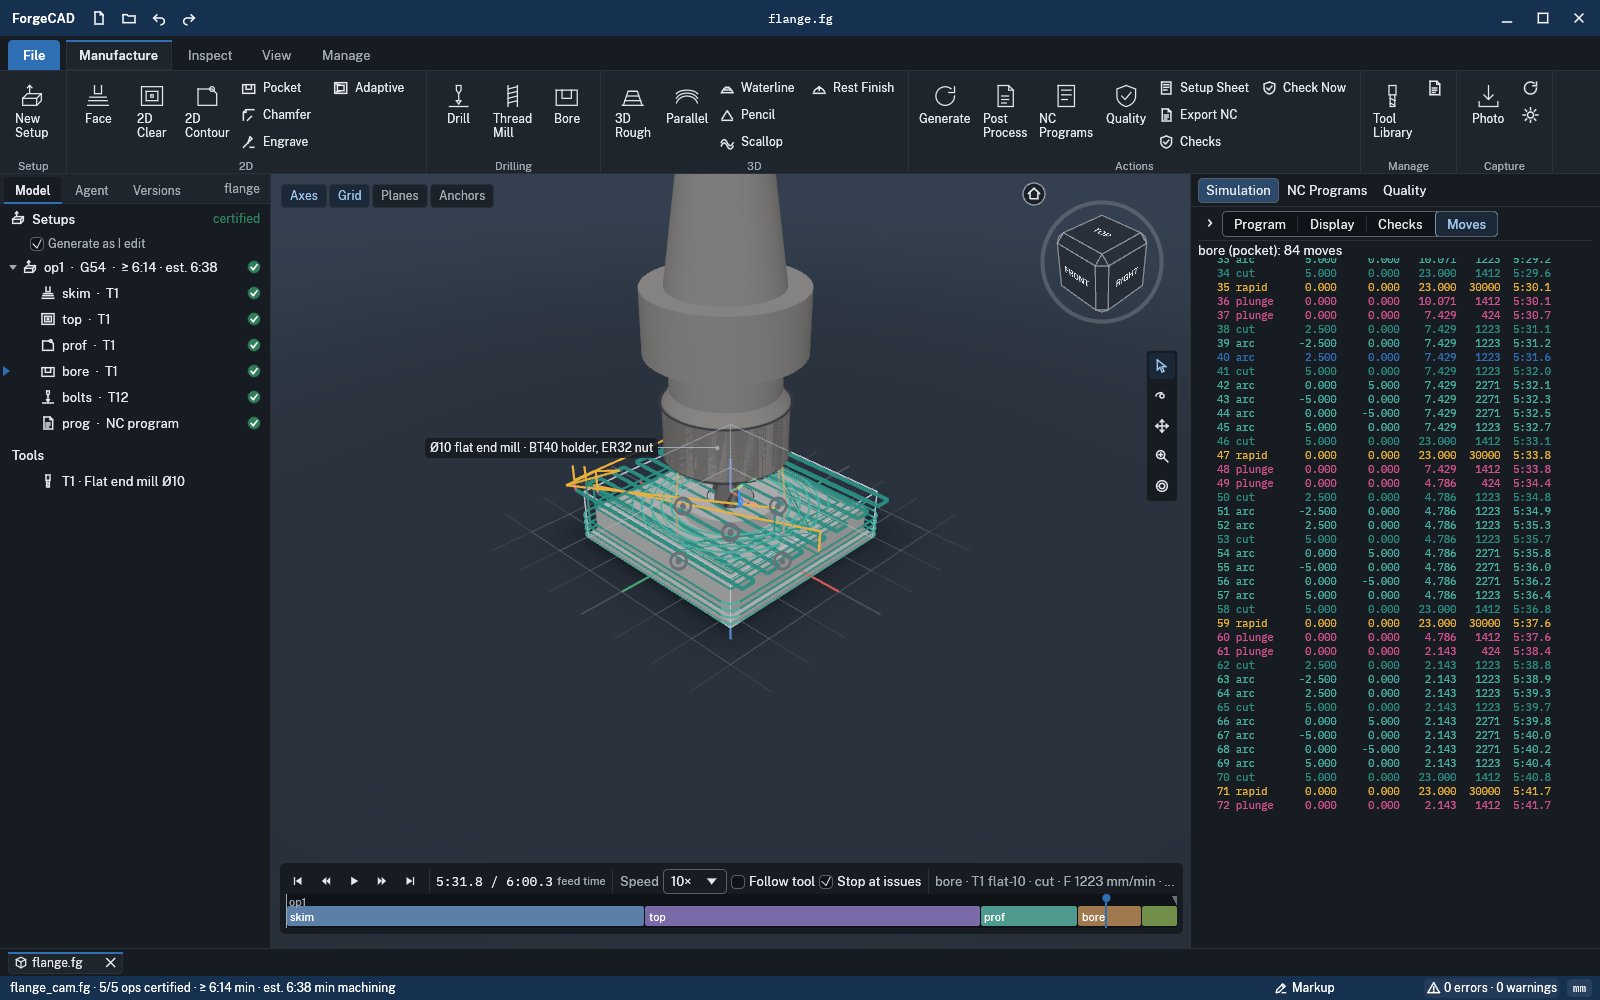 ForgeCAD
flange.fg
File Manufacture Inspect View Manage
New Setup
Setup
Face
2D Clear
2D Contour
Pocket
Chamfer
Engrave
Adaptive
2D
Drill
Thread Mill
Bore
Drilling
3D Rough
Parallel
Waterline
Pencil
Scallop
Rest Finish
3D
Generate
Post Process
NC Programs
Quality
Setup Sheet
Export NC
Checks
Check Now
Actions
Tool Library
Manage
Photo
Capture
Model Agent Versions flange
Setups certified
Generate as I edit
op1 · G54 · ≥ 6:14 · est. 6:38
skim · T1
top · T1
prof · T1
bore · T1
bolts · T12
prog · NC program
Tools
T1 · Flat end mill Ø10
Axes Grid Planes Anchors
TOP
FRONT
RIGHT
Ø10 flat end mill · BT40 holder, ER32 nut
5:31.8 / 6:00.3 feed time Speed 10× Follow tool Stop at issues bore · T1 flat-10 · cut · F 1223 mm/min · ...
op1
skim top prof bore
Simulation NC Programs Quality
Program Display Checks Moves
bore (pocket): 84 moves
33 arc 5.000 0.000 10.071 1223 5:29.2
34 cut 5.000 0.000 23.000 1412 5:29.6
35 rapid 0.000 0.000 23.000 30000 5:30.1
36 plunge 0.000 0.000 10.071 1412 5:30.1
37 plunge 0.000 0.000 7.429 424 5:30.7
38 cut 2.500 0.000 7.429 1223 5:31.1
39 arc -2.500 0.000 7.429 1223 5:31.2
40 arc 2.500 0.000 7.429 1223 5:31.6
41 cut 5.000 0.000 7.429 1223 5:32.0
42 arc 0.000 5.000 7.429 2271 5:32.1
43 arc -5.000 0.000 7.429 2271 5:32.3
44 arc 0.000 -5.000 7.429 2271 5:32.5
45 arc 5.000 0.000 7.429 2271 5:32.7
46 cut 5.000 0.000 23.000 1412 5:33.1
47 rapid 0.000 0.000 23.000 30000 5:33.8
48 plunge 0.000 0.000 7.429 1412 5:33.8
49 plunge 0.000 0.000 4.786 424 5:34.4
50 cut 2.500 0.000 4.786 1223 5:34.8
51 arc -2.500 0.000 4.786 1223 5:34.9
52 arc 2.500 0.000 4.786 1223 5:35.3
53 cut 5.000 0.000 4.786 1223 5:35.7
54 arc 0.000 5.000 4.786 2271 5:35.8
55 arc -5.000 0.000 4.786 2271 5:36.0
56 arc 0.000 -5.000 4.786 2271 5:36.2
57 arc 5.000 0.000 4.786 2271 5:36.4
58 cut 5.000 0.000 23.000 1412 5:36.8
59 rapid 0.000 0.000 23.000 30000 5:37.6
60 plunge 0.000 0.000 4.786 1412 5:37.6
61 plunge 0.000 0.000 2.143 424 5:38.4
62 cut 2.500 0.000 2.143 1223 5:38.8
63 arc -2.500 0.000 2.143 1223 5:38.9
64 arc 2.500 0.000 2.143 1223 5:39.3
65 cut 5.000 0.000 2.143 1223 5:39.7
66 arc 0.000 5.000 2.143 2271 5:39.8
67 arc -5.000 0.000 2.143 2271 5:40.0
68 arc 0.000 -5.000 2.143 2271 5:40.2
69 arc 5.000 0.000 2.143 1223 5:40.4
70 cut 5.000 0.000 23.000 1412 5:40.8
71 rapid 0.000 0.000 23.000 30000 5:41.7
72 plunge 0.000 0.000 2.143 1412 5:41.7
flange.fg
flange_cam.fg · 5/5 ops certified · ≥ 6:14 min · est. 6:38 min machining
Markup
0 errors · 0 warnings mm